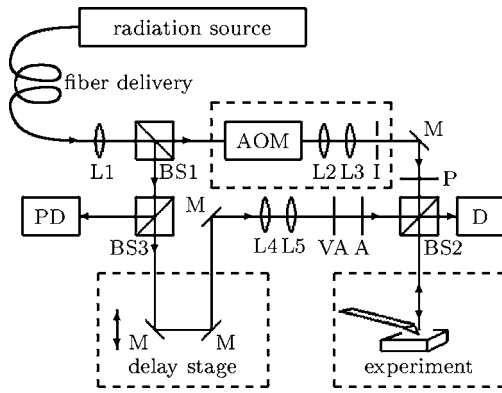 radiation source
fiber delivery
L1
BS1
AOM
L2 L3 I
M
P
PD
BS3
M
L4 L5
VA A
BS2
D
M M
delay stage
experiment